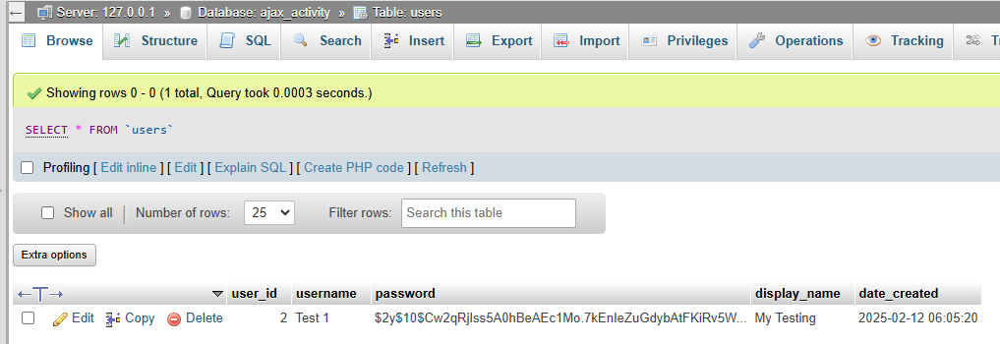 Server: 127.0.0.1 » Database: ajax_activity » Table: users
Browse Structure SQL Search Insert Export Import Privileges Operations Tracking
Showing rows 0 - 0 (1 total, Query took 0.0003 seconds.)
SELECT * FROM `users`
Profiling [ Edit inline ] [ Edit ] [ Explain SQL ] [ Create PHP code ] [ Refresh ]
Show all Number of rows: 25 Filter rows: Search this table
Extra options
user_id username password display_name date_created
Edit Copy Delete 2 Test 1 $2y$10$Cw2qRjIss5A0hBeAEc1Mo.7kEnIeZuGdybAtFKiRv5W... My Testing 2025-02-12 06:05:20